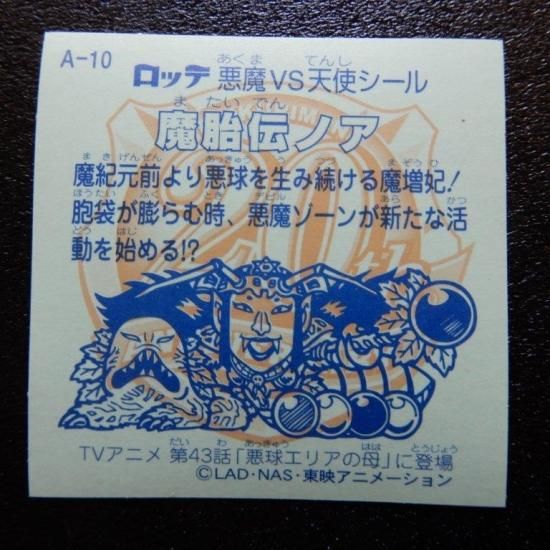 A-10
ロッテ 悪魔VS天使シール
魔胎伝ノア
魔紀元前より悪球を生み続ける魔増妃!
胞袋が膨らむ時、悪魔ゾーンが新たな活
動を始める!?
TVアニメ 第43話「悪球エリアの母」に登場
©LAD・NAS・東映アニメーション